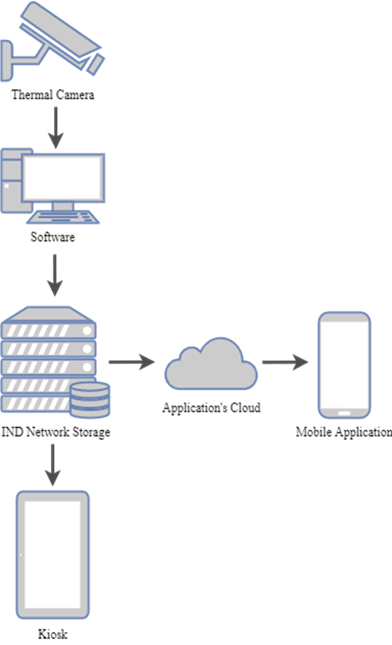 Thermal Camera
Software
IND Network Storage
Application's Cloud
Mobile Application
Kiosk